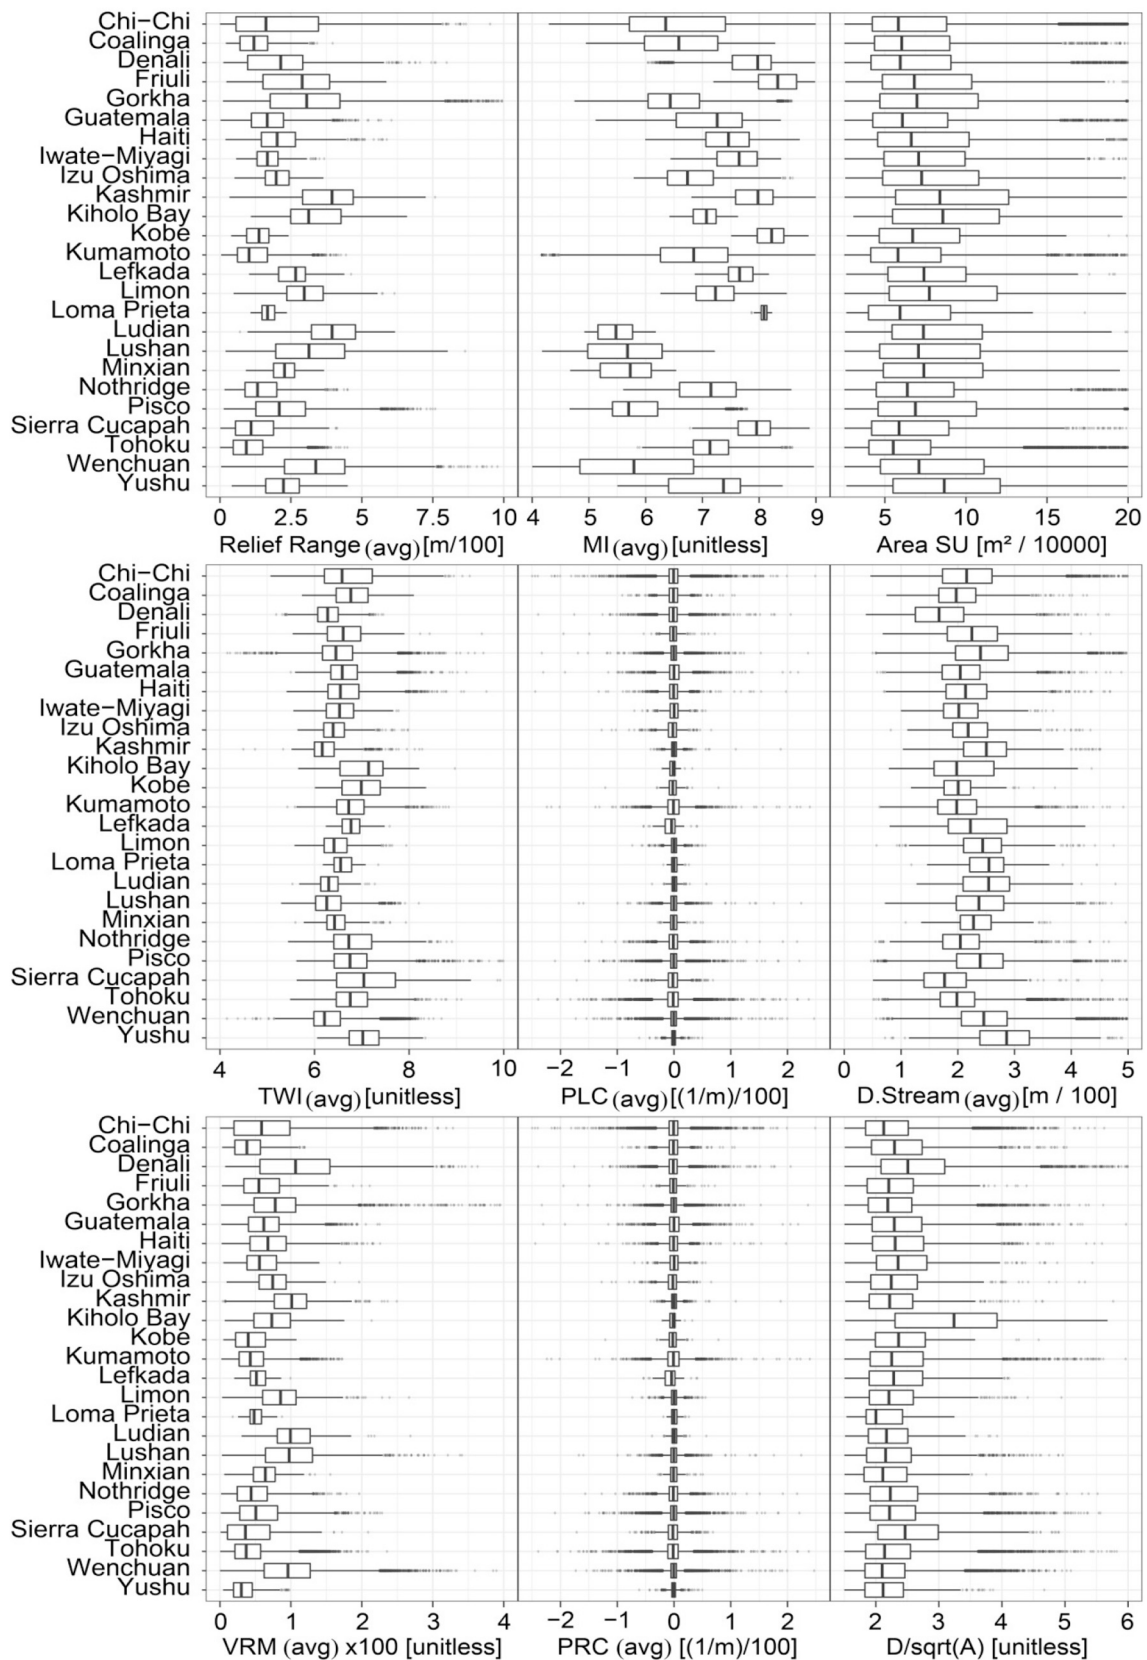 Chi−Chi
Coalinga
Denali
Friuli
Gorkha
Guatemala
Haiti
Iwate−Miyagi
Izu Oshima
Kashmir
Kiholo Bay
Kobe
Kumamoto
Lefkada
Limon
Loma Prieta
Ludian
Lushan
Minxian
Nothridge
Pisco
Sierra Cucapah
Tohoku
Wenchuan
Yushu
0 2.5 5 7.5 10 4 5 6 7 8 9 5 10 15 20
Relief Range (avg) [m/100] MI (avg) [unitless] Area SU [m² / 10000]
Chi−Chi
Coalinga
Denali
Friuli
Gorkha
Guatemala
Haiti
Iwate−Miyagi
Izu Oshima
Kashmir
Kiholo Bay
Kobe
Kumamoto
Lefkada
Limon
Loma Prieta
Ludian
Lushan
Minxian
Nothridge
Pisco
Sierra Cucapah
Tohoku
Wenchuan
Yushu
4 6 8 10 −2 −1 0 1 2 0 1 2 3 4 5
TWI (avg) [unitless] PLC (avg) [(1/m)/100] D.Stream (avg) [m / 100]
Chi−Chi
Coalinga
Denali
Friuli
Gorkha
Guatemala
Haiti
Iwate−Miyagi
Izu Oshima
Kashmir
Kiholo Bay
Kobe
Kumamoto
Lefkada
Limon
Loma Prieta
Ludian
Lushan
Minxian
Nothridge
Pisco
Sierra Cucapah
Tohoku
Wenchuan
Yushu
0 1 2 3 4 −2 −1 0 1 2 2 3 4 5 6
VRM (avg) x100 [unitless] PRC (avg) [(1/m)/100] D/sqrt(A) [unitless]